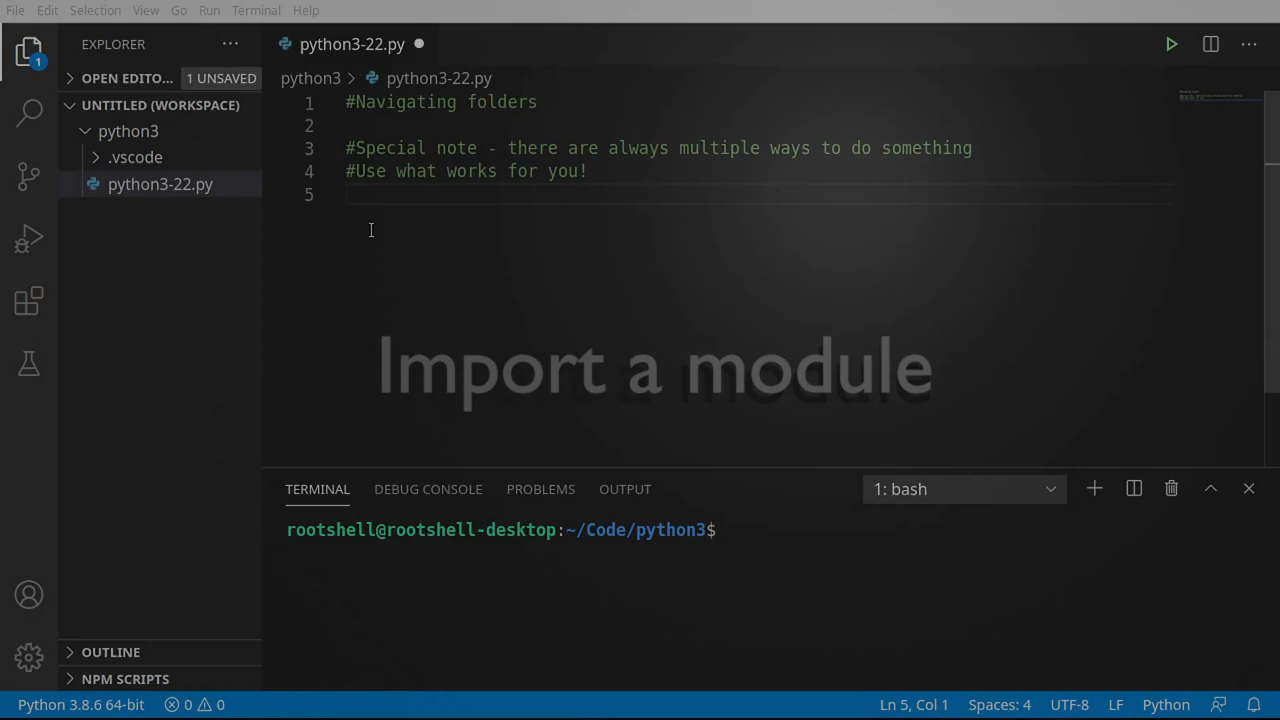 File Edit Selection View Go Run Terminal Help
EXPLORER
1
OPEN EDITO... 1 UNSAVED
UNTITLED (WORKSPACE)
python3
.vscode
python3-22.py
OUTLINE
NPM SCRIPTS
python3-22.py
python3 > python3-22.py
1 #Navigating folders
2
3 #Special note - there are always multiple ways to do something
4 #Use what works for you!
5
Import a module
TERMINAL DEBUG CONSOLE PROBLEMS OUTPUT 1: bash
rootshell@rootshell-desktop:~/Code/python3$
Python 3.8.6 64-bit 0 0 Ln 5, Col 1 Spaces: 4 UTF-8 LF Python